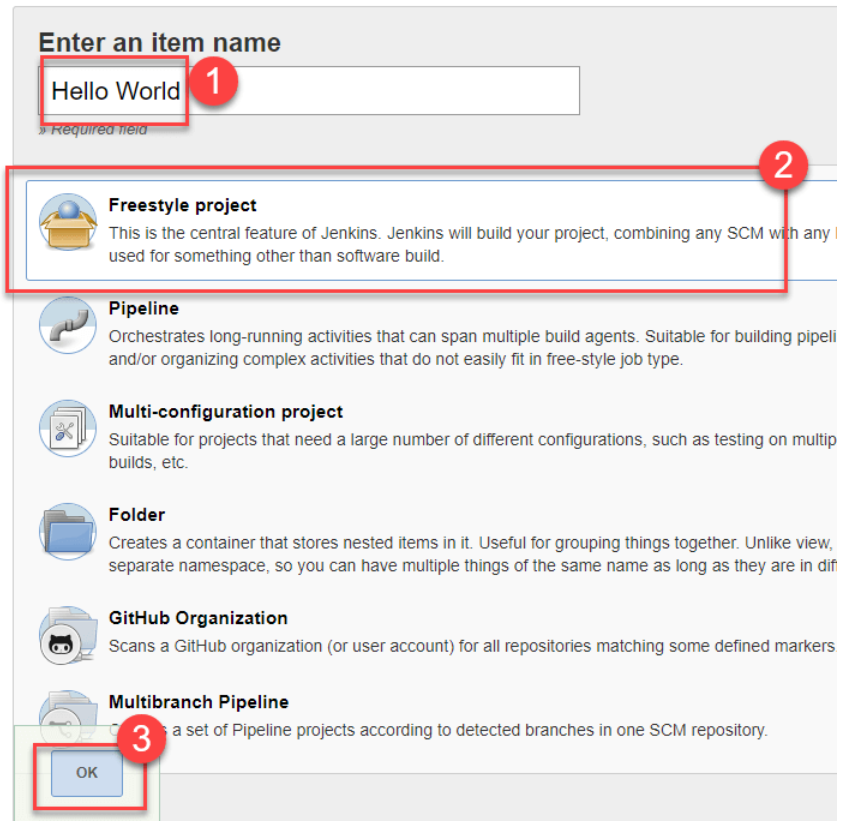 Enter an item name
Hello World
1
» Required field
2
Freestyle project
This is the central feature of Jenkins. Jenkins will build your project, combining any SCM with any
used for something other than software build.
Pipeline
Orchestrates long-running activities that can span multiple build agents. Suitable for building pipeli
and/or organizing complex activities that do not easily fit in free-style job type.
Multi-configuration project
Suitable for projects that need a large number of different configurations, such as testing on multip
builds, etc.
Folder
Creates a container that stores nested items in it. Useful for grouping things together. Unlike view,
separate namespace, so you can have multiple things of the same name as long as they are in dif
GitHub Organization
Scans a GitHub organization (or user account) for all repositories matching some defined markers
Multibranch Pipeline
a set of Pipeline projects according to detected branches in one SCM repository.
3
OK